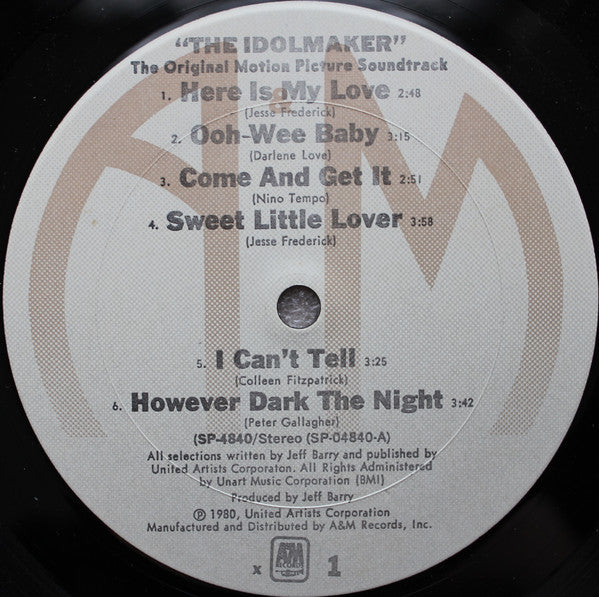 "THE IDOLMAKER"
The Original Motion Picture Soundtrack
1. Here Is My Love 2:48
(Jesse Frederick)
2. Ooh-Wee Baby 3:15
(Darlene Love)
3. Come And Get It 2:51
(Nino Tempo)
4. Sweet Little Lover 3:58
(Jesse Frederick)
5. I Can't Tell 3:25
(Colleen Fitzpatrick)
6. However Dark The Night 3:42
(Peter Gallagher)
(SP-4840/Stereo (SP-04840-A)
All selections written by Jeff Barry and published by
United Artists Corporaton. All Rights Administered
by Unart Music Corporation (BMI)
Produced by Jeff Barry
℗ 1980, United Artists Corporation
Manufactured and Distributed by A&M Records, Inc.
x A&M RECORDS 1